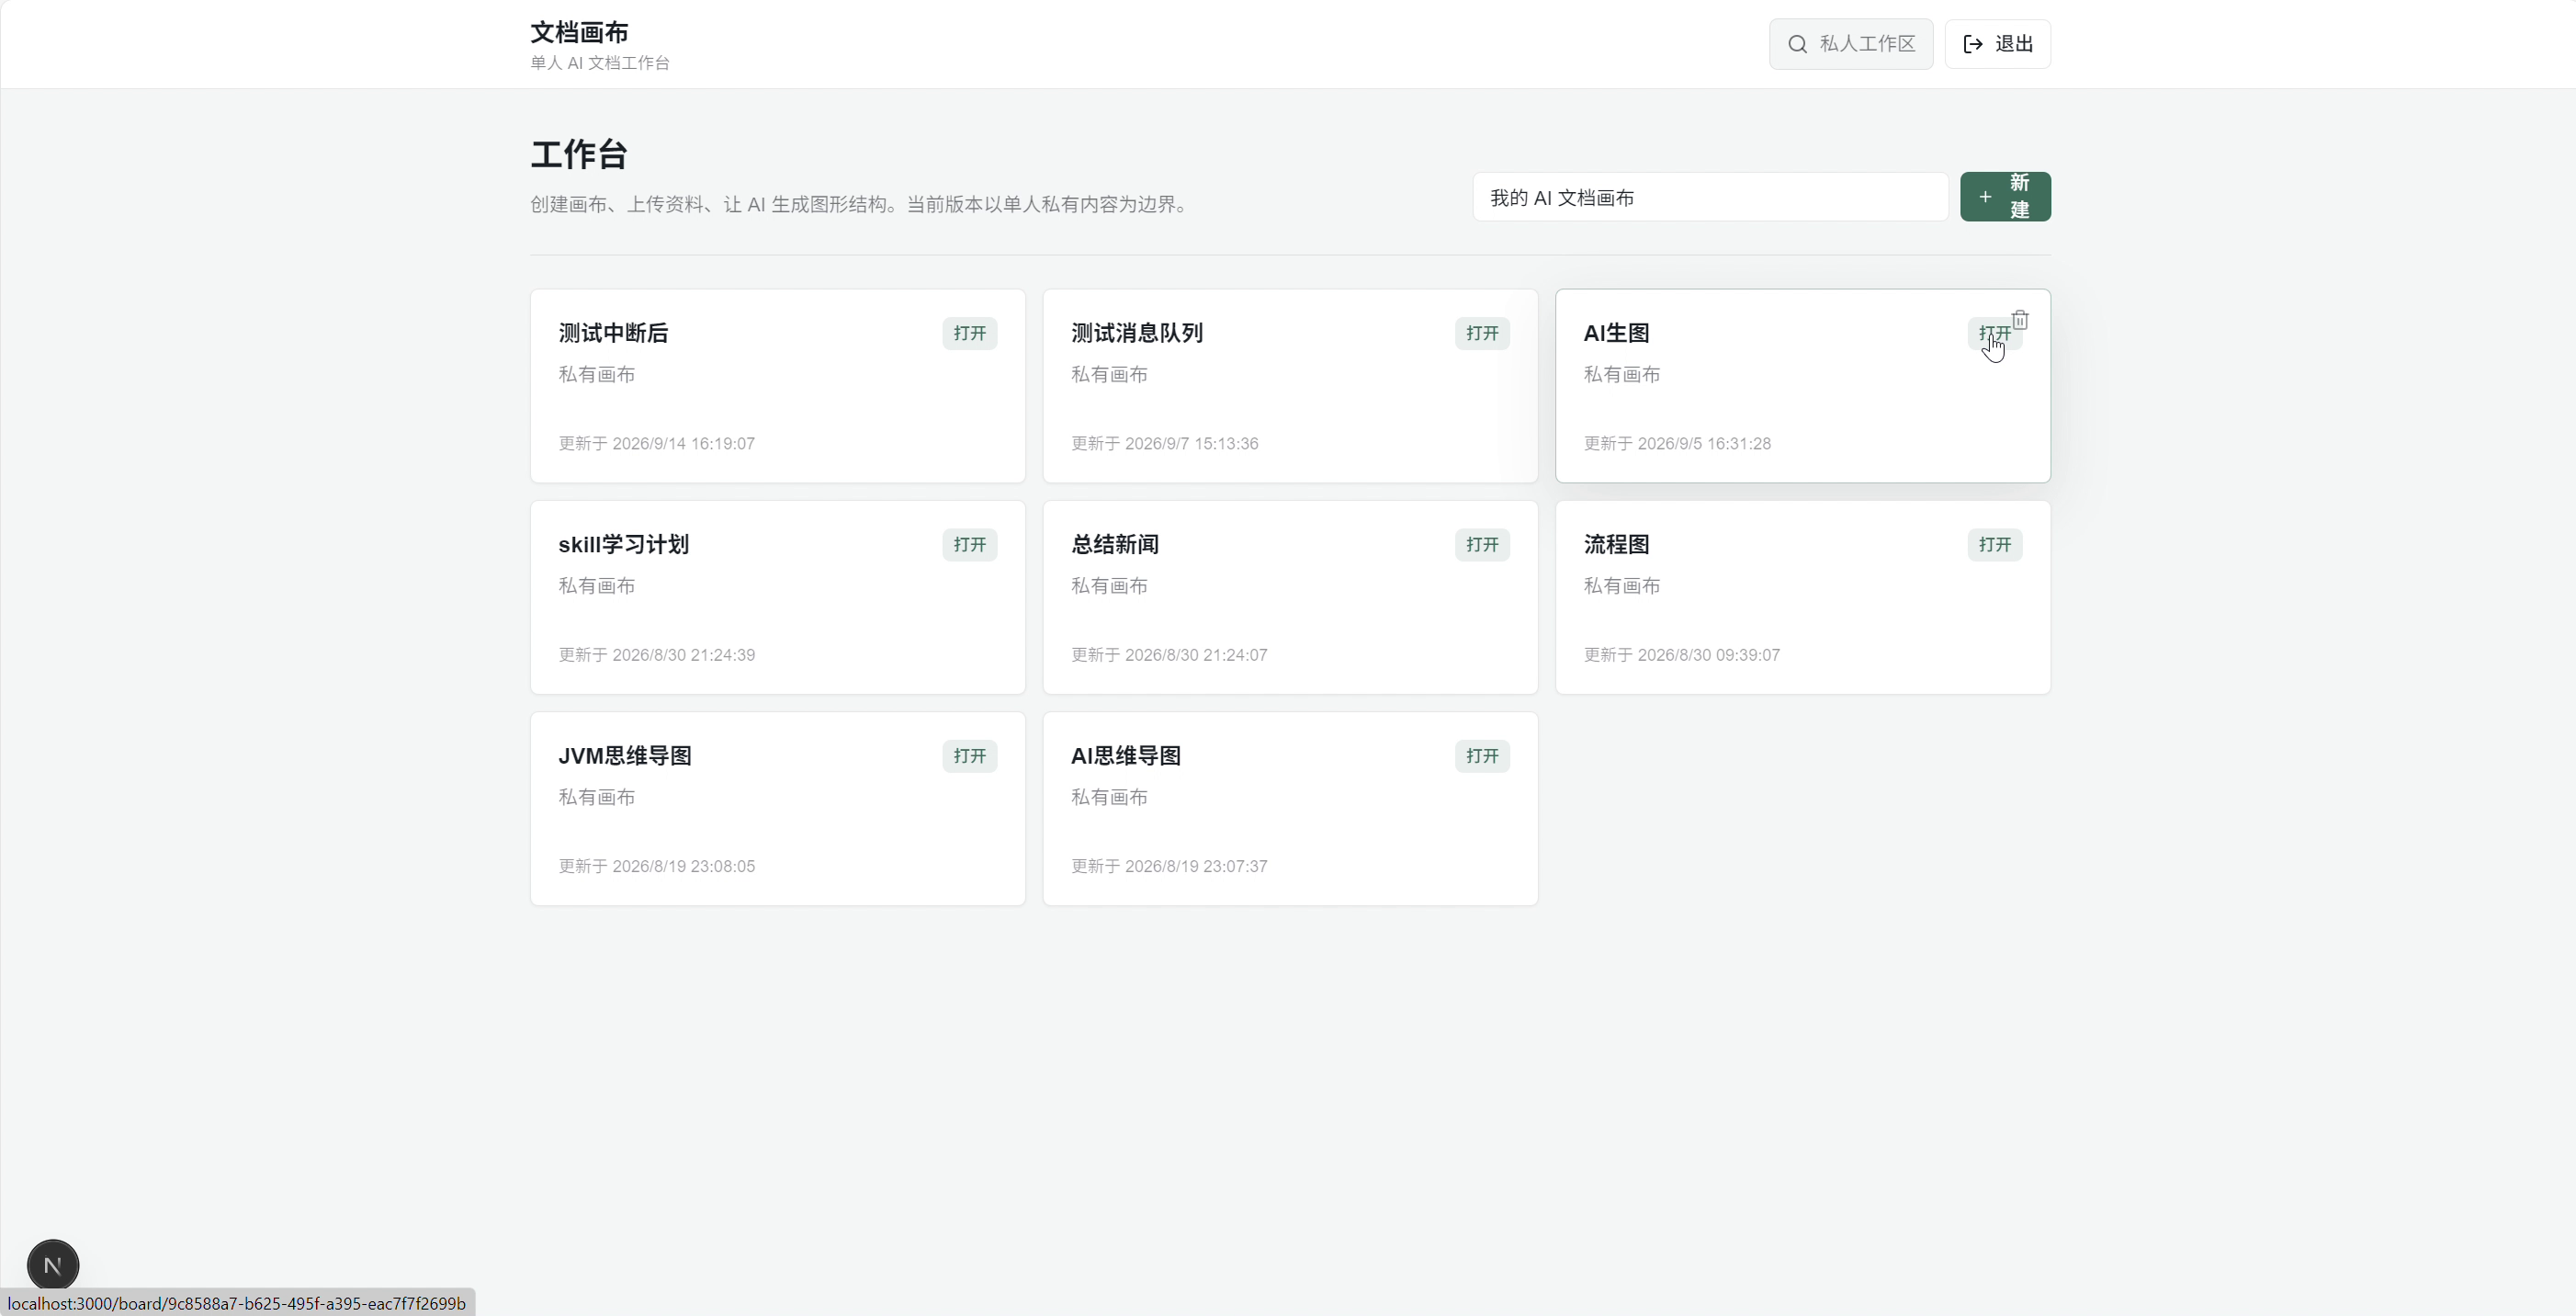 文档画布
单人 AI 文档工作台
私人工作区
退出
工作台
创建画布、上传资料、让 AI 生成图形结构。当前版本以单人私有内容为边界。
我的 AI 文档画布
+ 新
建
测试中断后
打开
私有画布
更新于 2026/9/14 16:19:07
测试消息队列
打开
私有画布
更新于 2026/9/7 15:13:36
AI生图
打开
私有画布
更新于 2026/9/5 16:31:28
skill学习计划
打开
私有画布
更新于 2026/8/30 21:24:39
总结新闻
打开
私有画布
更新于 2026/8/30 21:24:07
流程图
打开
私有画布
更新于 2026/8/30 09:39:07
JVM思维导图
打开
私有画布
更新于 2026/8/19 23:08:05
AI思维导图
打开
私有画布
更新于 2026/8/19 23:07:37
N
localhost:3000/board/9c8588a7-b625-495f-a395-eac7f7f2699b